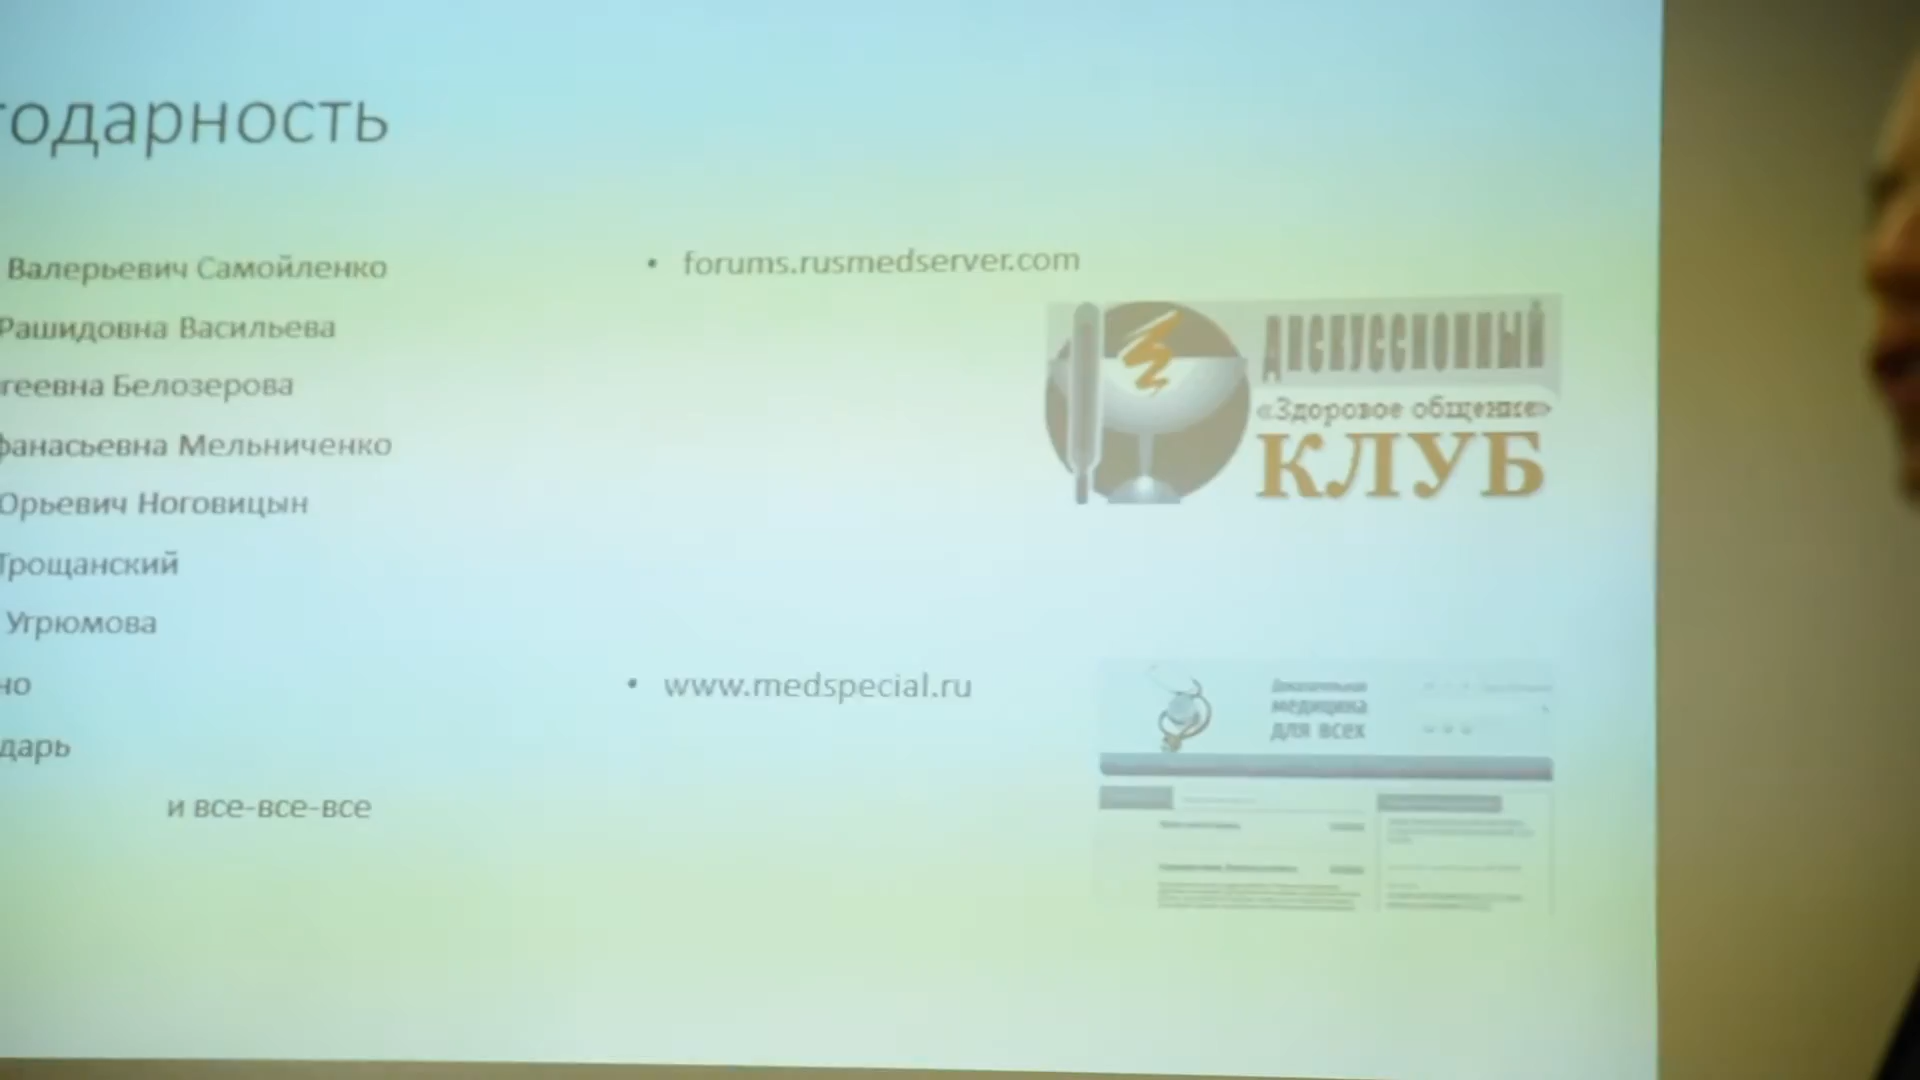 годарность
Валерьевич Самойленко
Рашидовна Васильева
геевна Белозерова
фанасьевна Мельниченко
Юрьевич Ноговицын
Трощанский
Угрюмова
но
дарь
и все-все-все
• forums.rusmedserver.com
ДИСКУССИОННЫЙ
«Здоровое общение»
КЛУБ
• www.medspecial.ru
Доказательная
медицина
для всех